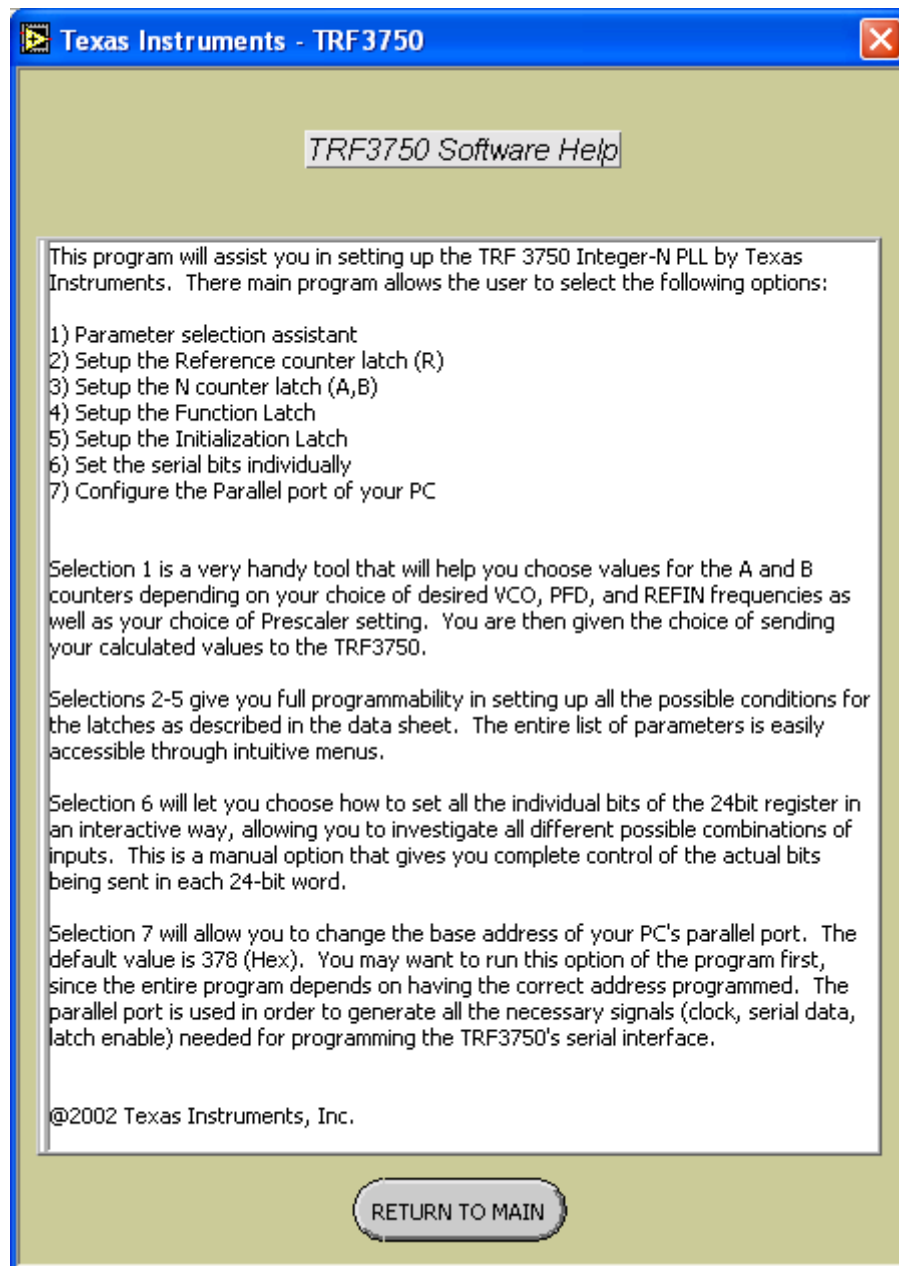 Texas Instruments - TRF3750
TRF3750 Software Help
This program will assist you in setting up the TRF 3750 Integer-N PLL by Texas
Instruments.  There main program allows the user to select the following options:
1) Parameter selection assistant
2) Setup the Reference counter latch (R)
3) Setup the N counter latch (A,B)
4) Setup the Function Latch
5) Setup the Initialization Latch
6) Set the serial bits individually
7) Configure the Parallel port of your PC
Selection 1 is a very handy tool that will help you choose values for the A and B
counters depending on your choice of desired VCO, PFD, and REFIN frequencies as
well as your choice of Prescaler setting.  You are then given the choice of sending
your calculated values to the TRF3750.
Selections 2-5 give you full programmability in setting up all the possible conditions for
the latches as described in the data sheet.  The entire list of parameters is easily
accessible through intuitive menus.
Selection 6 will let you choose how to set all the individual bits of the 24bit register in
an interactive way, allowing you to investigate all different possible combinations of
inputs.  This is a manual option that gives you complete control of the actual bits
being sent in each 24-bit word.
Selection 7 will allow you to change the base address of your PC's parallel port.  The
default value is 378 (Hex).  You may want to run this option of the program first,
since the entire program depends on having the correct address programmed.  The
parallel port is used in order to generate all the necessary signals (clock, serial data,
latch enable) needed for programming the TRF3750's serial interface.
@2002 Texas Instruments, Inc.
RETURN TO MAIN